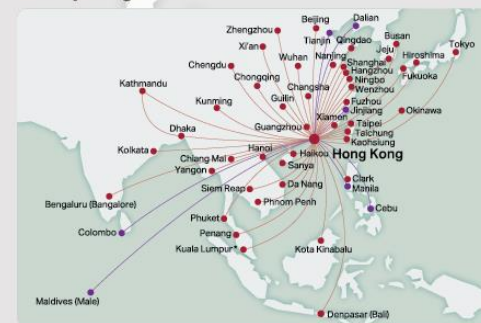 Beijing
Dalian
Zhengzhou
Tianjin
Busan
Nanjing
Qingdao
Tokyo
Xi'an
Jeju
Hiroshima
Wuhan
Shanghai
Chengdu
Hangzhou
Fukuoka
Chongqing
Ningbo
Kathmandu
Changsha
Wenzhou
Guilin
Kunming
Fuzhou
Xiamen
Jinjiang
Okinawa
Dhaka
Guangzhou
Taipei
Taichung
Kaohsiung
Kolkata
Hanoi
Haikou
Hong Kong
Chiang Mai
Yangon
Sanya
Siem Reap
Da Nang
Clark
Manila
Bengaluru (Bangalore)
Phnom Penh
Cebu
Phuket
Colombo
Penang
Kuala Lumpur*
Kota Kinabalu
Maldives (Male)
Denpasar (Bali)